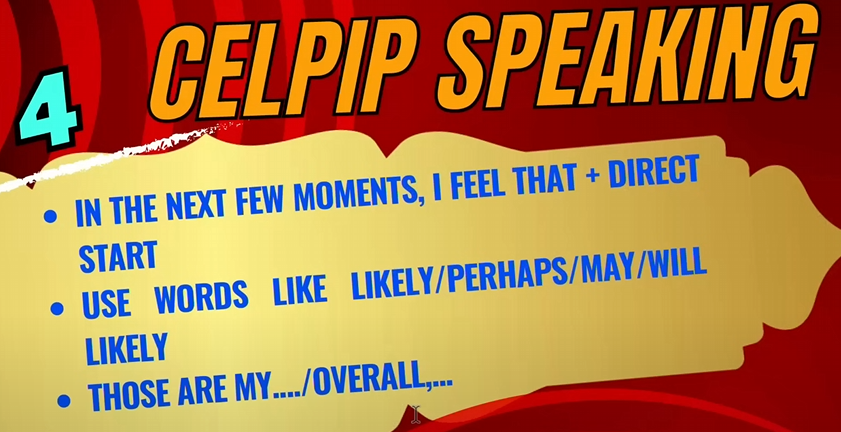 CELPIP SPEAKING
4
• IN THE NEXT FEW MOMENTS, I FEEL THAT + DIRECT
START
• USE WORDS LIKE LIKELY/PERHAPS/MAY/WILL
LIKELY
• THOSE ARE MY..../OVERALL,...